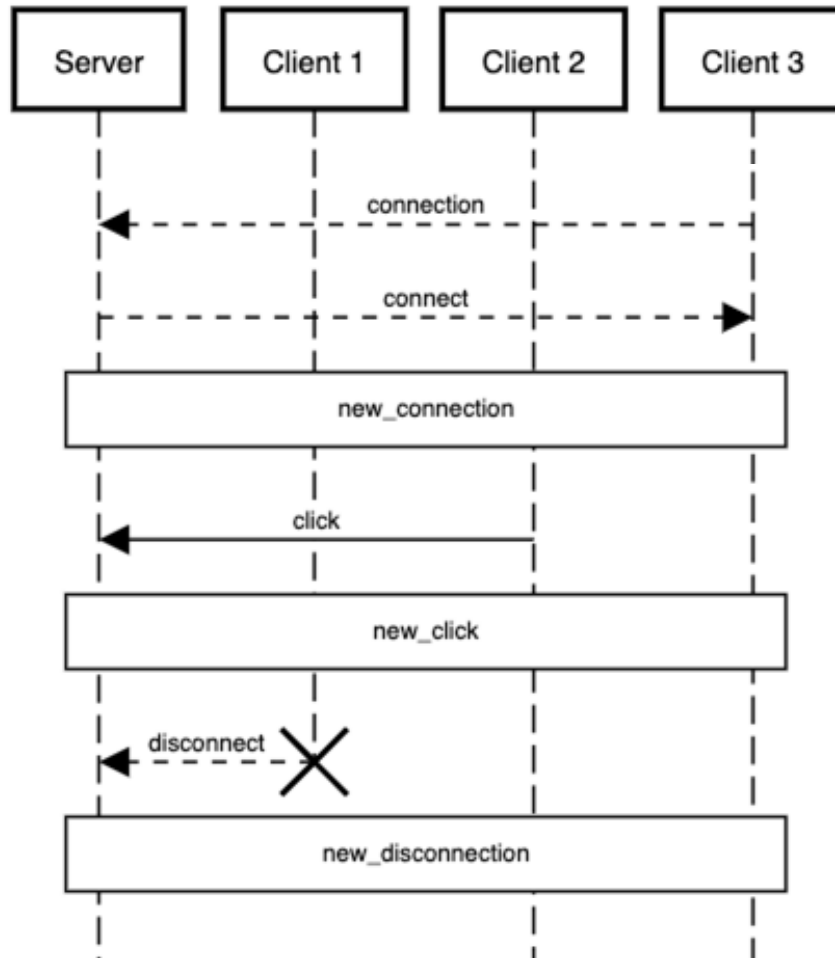 Server
Client 1
Client 2
Client 3
connection
connect
new_connection
click
new_click
disconnect
new_disconnection